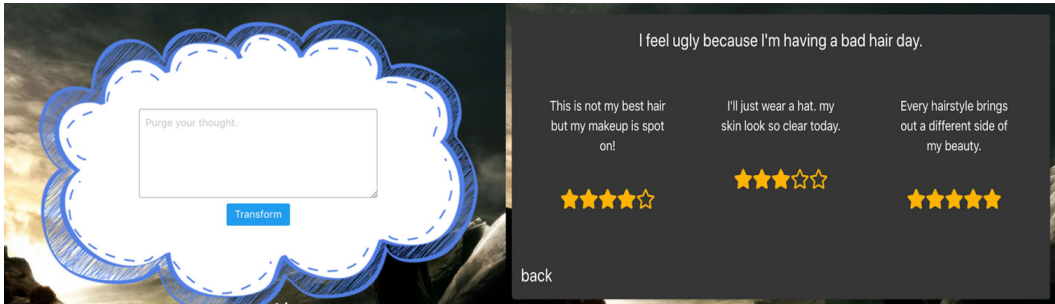 Purge your thought.
Transform
I feel ugly because I'm having a bad hair day.
This is not my best hair
but my makeup is spot
on!
I'll just wear a hat. my
skin look so clear today.
Every hairstyle brings
out a different side of
my beauty.
back